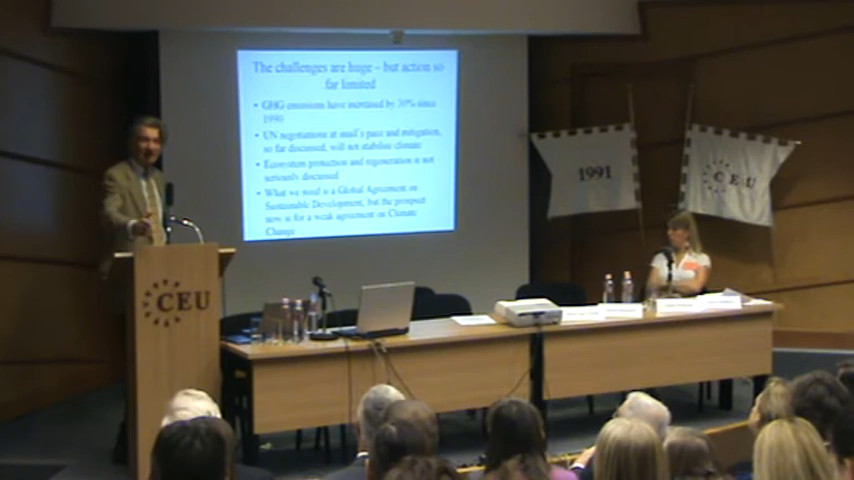 The challenges are huge – but action so
far limited
• GHG emissions have increased by 30% since
1990
• UN negotiations at snail's pace and mitigation,
so far discussed, will not stabilise climate
• Ecosystem protection and regeneration is not
seriously discussed
• What we need is a Global Agreement on
Sustainable Development, but the prospect
now is for a weak agreement on Climate
Change
1991
CEU
CEU